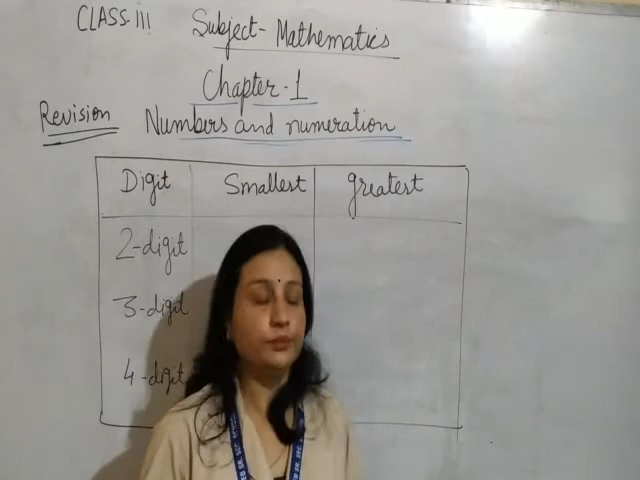 CLASS-III Subject- Mathematics
Chapter-1
Revision Numbers and numeration
Digit Smallest greatest
2-digit
3-digit
4-digit